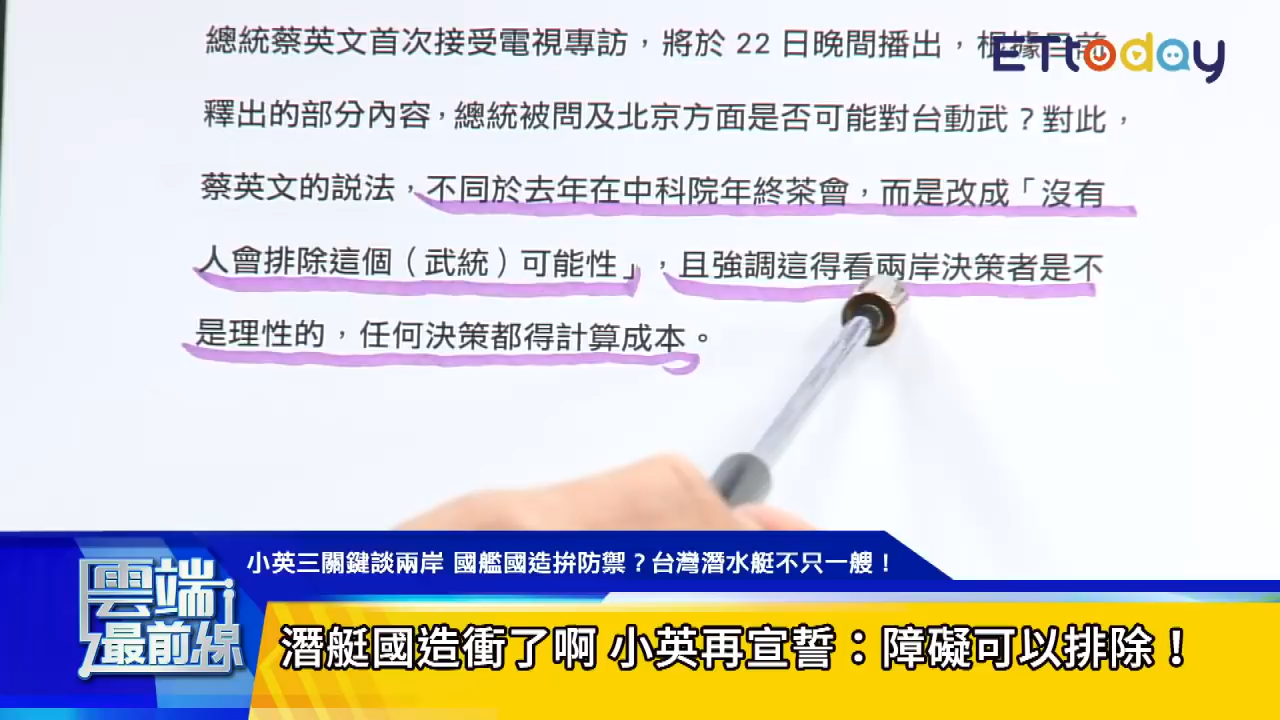 總統蔡英文首次接受電視專訪，將於 22 日晚間播出，根據目前
ETtoday
釋出的部分內容，總統被問及北京方面是否可能對台動武？對此，
蔡英文的說法，不同於去年在中科院年終茶會，而是改成「沒有
人會排除這個（武統）可能性」，且強調這得看兩岸決策者是不
是理性的，任何決策都得計算成本。
小英三關鍵談兩岸 國艦國造拚防禦？台灣潛水艇不只一艘！
雲端最前線
潛艇國造衝了啊 小英再宣誓：障礙可以排除！